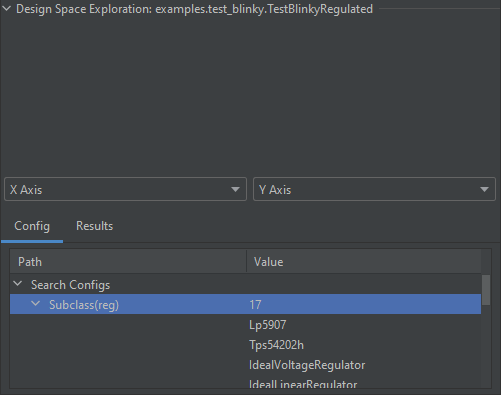 Design Space Exploration: examples.test_blinky.TestBlinkyRegulated
X Axis Y Axis
Config Results
Path Value
Search Configs
Subclass(reg) 17
Lp5907
Tps54202h
IdealVoltageRegulator
IdealLinearRegulator